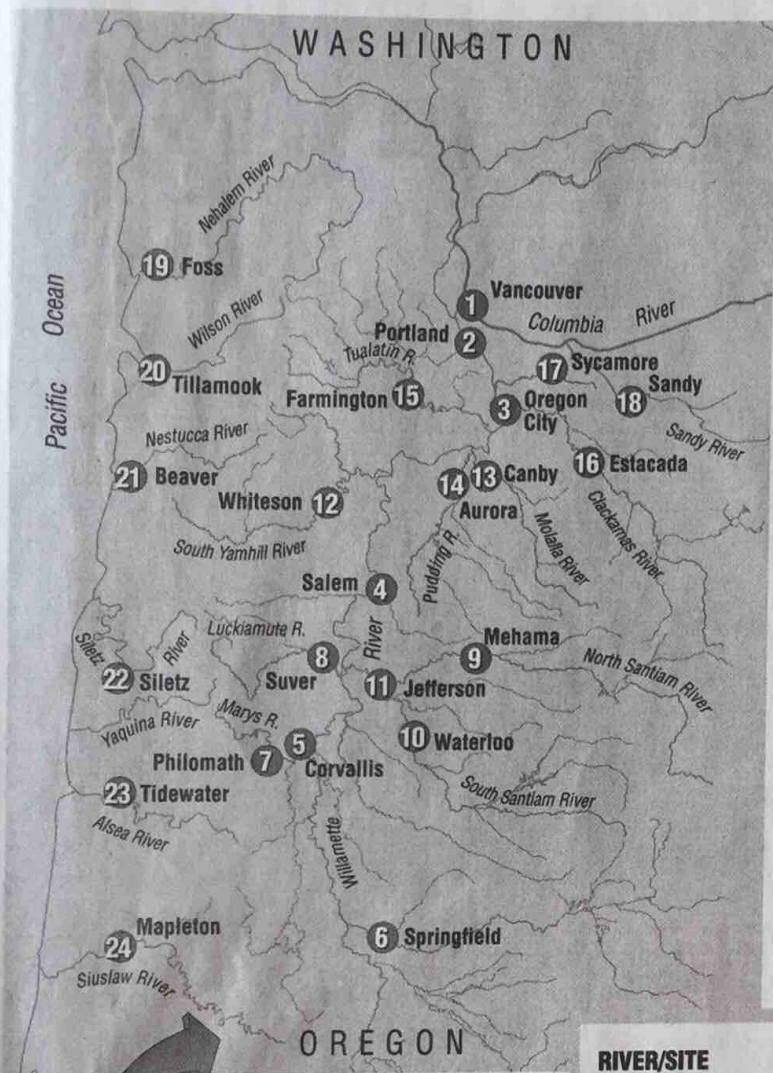 WASHINGTON
Nehalem River
19 Foss
Pacific Ocean
1 Vancouver
Wilson River
Columbia River
Portland 2
Tualatin R.
17 Sycamore
20 Tillamook
Farmington 15
3 Oregon
City
18 Sandy
Sandy River
Nestucca River
21 Beaver
16 Estacada
14 13 Canby
Aurora
Whiteson 12
Clackamas River
Molalla River
Pudding R.
South Yamhill River
Salem 4
Luckiamute R.
River
Mehama
9
Siletz River
8
Suver
North Santiam River
22 Siletz
11 Jefferson
Marys R.
Yaquina River
5
Corvallis
10 Waterloo
Philomath 7
23 Tidewater
South Santiam River
Alsea River
Willamette
Mapleton
24
6 Springfield
Siuslaw River
OREGON
RIVER/SITE